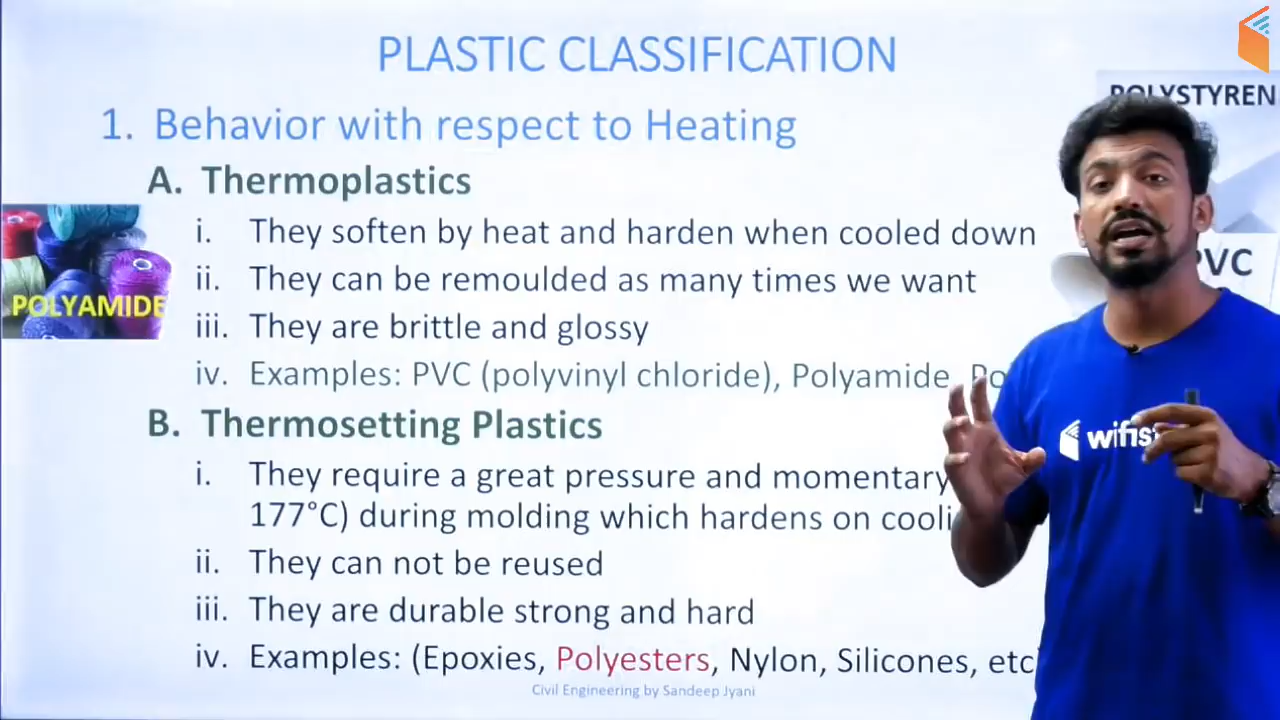 PLASTIC CLASSIFICATION
POLYSTYREN
1. Behavior with respect to Heating
A. Thermoplastics
i. They soften by heat and harden when cooled down
ii. They can be remoulded as many times we want
PVC
POLYAMIDE
iii. They are brittle and glossy
iv. Examples: PVC (polyvinyl chloride), Polyamide,
B. Thermosetting Plastics
wifis
i. They require a great pressure and momentary
177°C) during molding which hardens on cooli
ii. They can not be reused
iii. They are durable strong and hard
iv. Examples: (Epoxies, Polyesters, Nylon, Silicones, etc
Civil Engineering by Sandeep Jyani